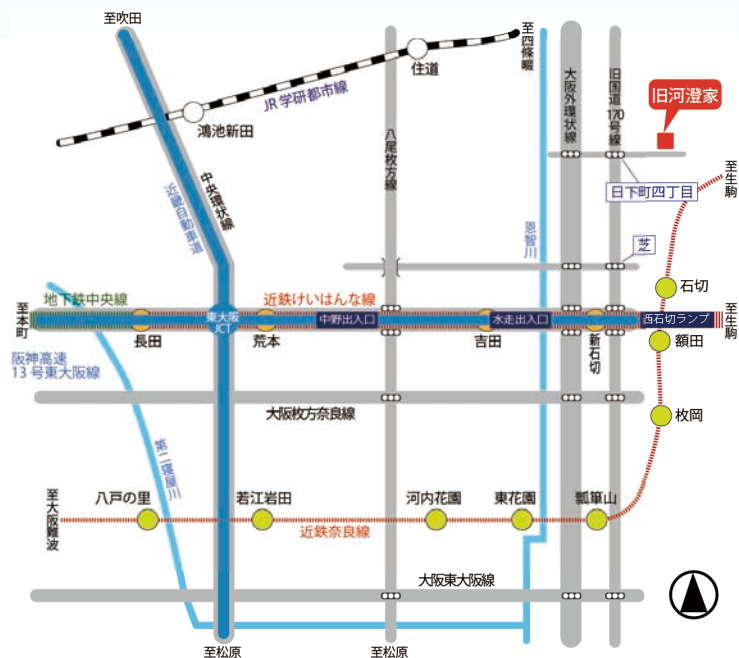 至吹田
至四條畷
住道
JR学研都市線
鴻池新田
大阪外環状線
旧国道170号線
旧河澄家
八尾枚方線
中央環状線
近畿自動車道
日下町四丁目
至生駒
恩智川
芝
石切
地下鉄中央線
近鉄けいはんな線
至本町
東大阪
JCT
中野出入口
水走出入口
西石切ランプ
至生駒
長田
荒本
吉田
新石切
額田
阪神高速
13号東大阪線
大阪枚方奈良線
枚岡
第二寝屋川
八戸の里
若江岩田
河内花園
東花園
瓢箪山
至大阪難波
近鉄奈良線
大阪東大阪線
至松原
至松原